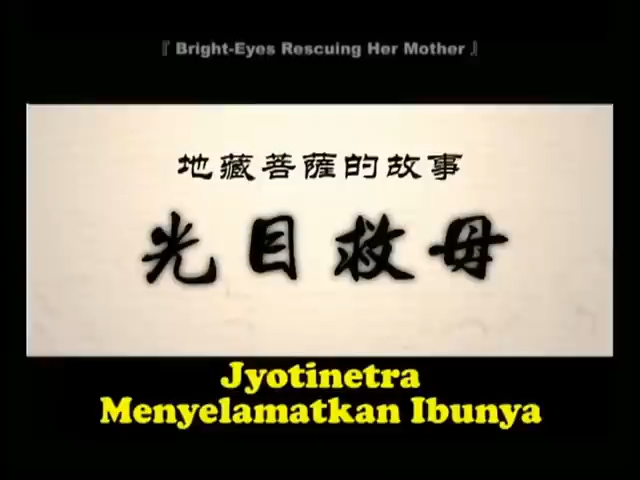 『 Bright-Eyes Rescuing Her Mother 』
地藏菩薩的故事
光目救母
Jyotinetra
Menyelamatkan Ibunya